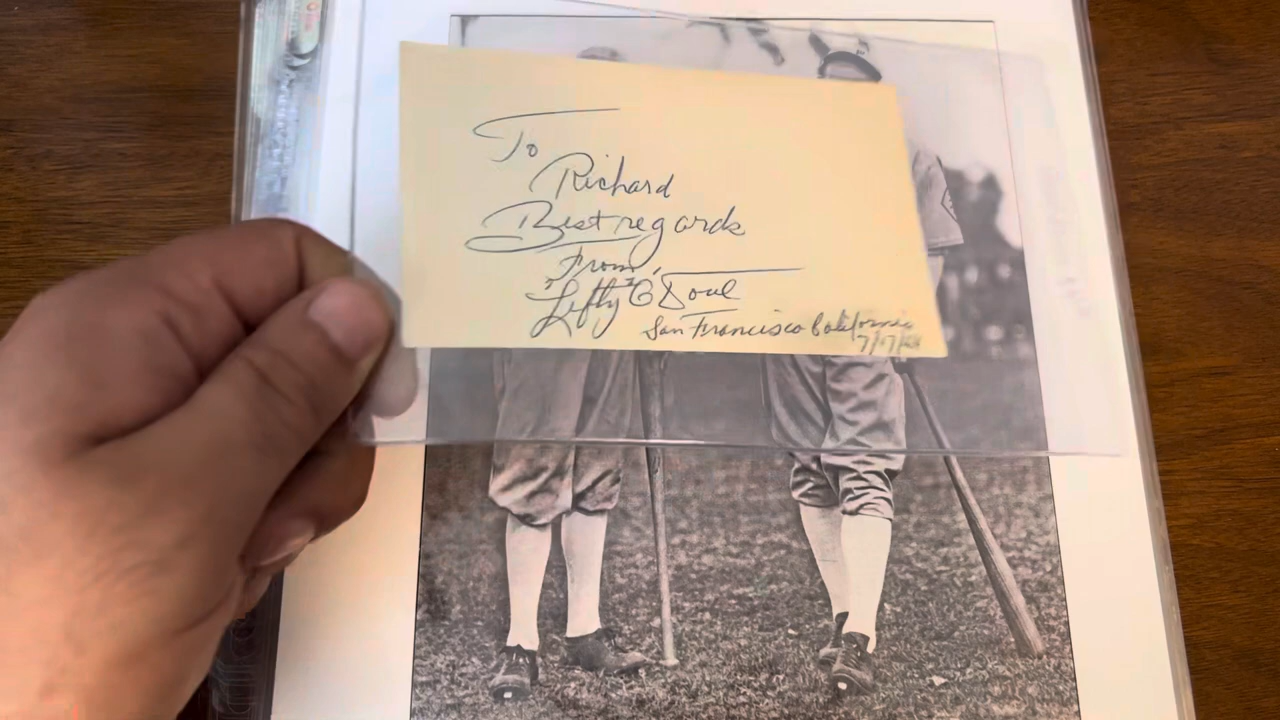 To
Richard
Best regards
From,
"Lefty" O'Doul
San Francisco California